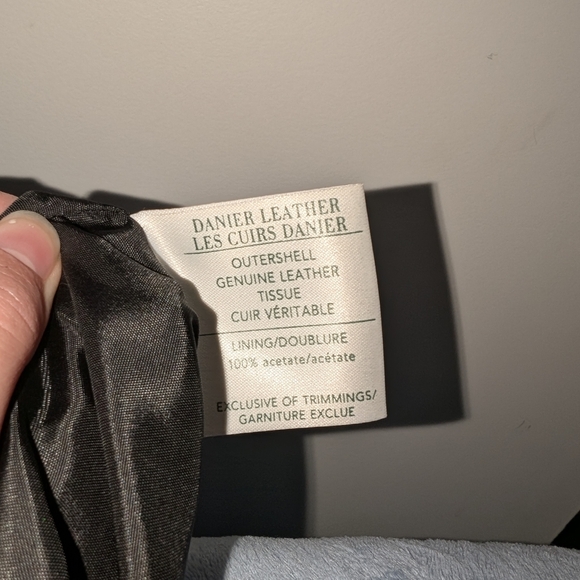 DANIER LEATHER
LES CUIRS DANIER
OUTERSHELL
GENUINE LEATHER
TISSUE
CUIR VÉRITABLE
LINING/DOUBLURE
100% acetate/acétate
EXCLUSIVE OF TRIMMINGS/
GARNITURE EXCLUE